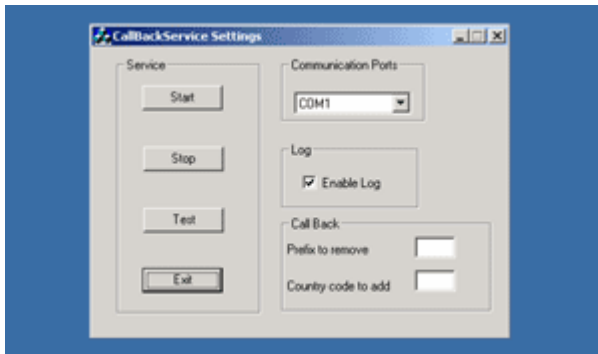 CallBackService Settings
Service
Start
Stop
Test
Exit
Communication Ports
COM1
Log
Enable Log
Call Back
Prefix to remove
Country code to add